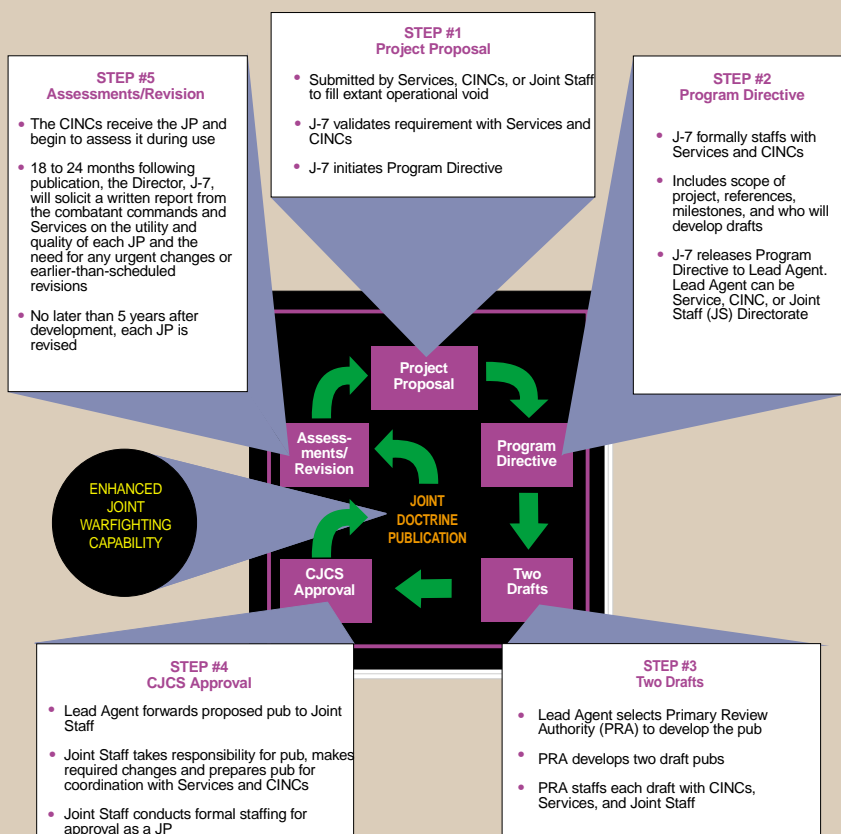 STEP #1
Project Proposal
• Submitted by Services, CINCs, or Joint Staff
to fill extant operational void
• J-7 validates requirement with Services and
CINCs
• J-7 initiates Program Directive
STEP #5
Assessments/Revision
• The CINCs receive the JP and
begin to assess it during use
• 18 to 24 months following
publication, the Director, J-7,
will solicit a written report from
the combatant commands and
Services on the utility and
quality of each JP and the
need for any urgent changes or
earlier-than-scheduled
revisions
• No later than 5 years after
development, each JP is
revised
STEP #2
Program Directive
• J-7 formally staffs with
Services and CINCs
• Includes scope of
project, references,
milestones, and who will
develop drafts
• J-7 releases Program
Directive to Lead Agent.
Lead Agent can be
Service, CINC, or Joint
Staff (JS) Directorate
Project
Proposal
Assess-
ments/
Revision
Program
Directive
ENHANCED
JOINT
WARFIGHTING
CAPABILITY
JOINT
DOCTRINE
PUBLICATION
CJCS
Approval
Two
Drafts
STEP #4
CJCS Approval
• Lead Agent forwards proposed pub to Joint
Staff
• Joint Staff takes responsibility for pub, makes
required changes and prepares pub for
coordination with Services and CINCs
• Joint Staff conducts formal staffing for
approval as a JP
STEP #3
Two Drafts
• Lead Agent selects Primary Review
Authority (PRA) to develop the pub
• PRA develops two draft pubs
• PRA staffs each draft with CINCs,
Services, and Joint Staff